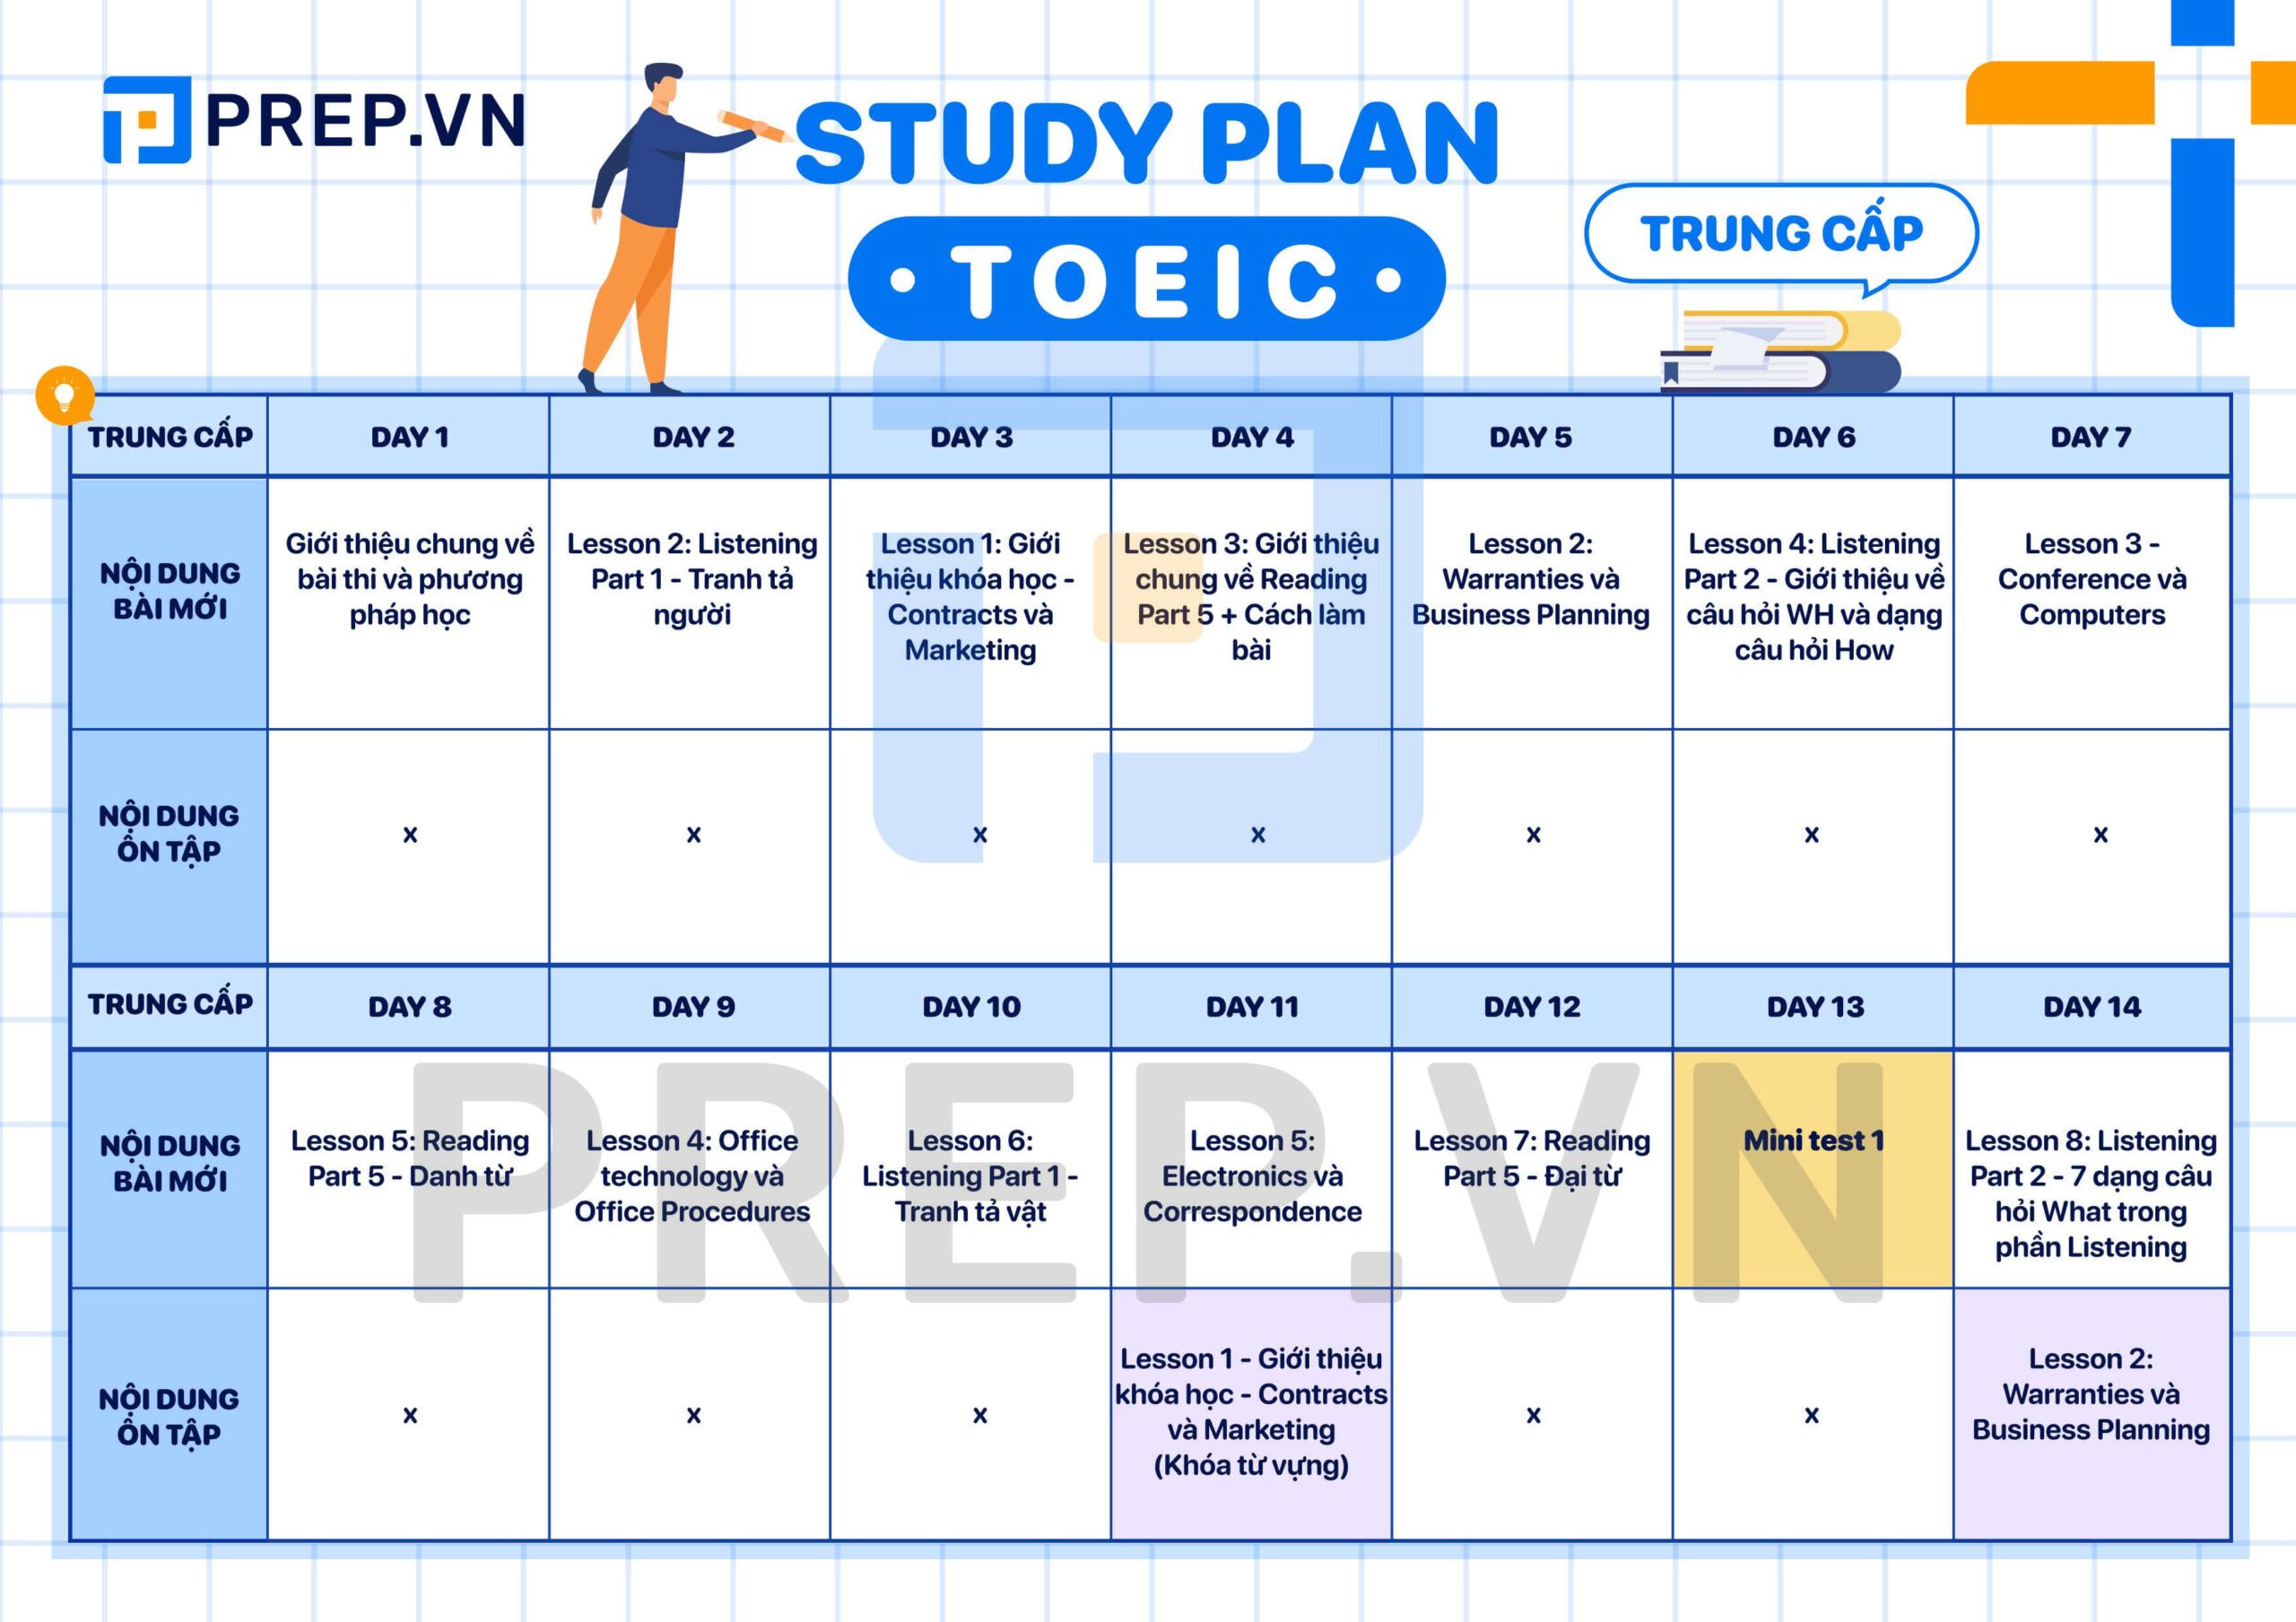 PREP.VN
STUDY PLAN
TOEIC
TRUNG CẤP
TRUNG CẤP
DAY 1
DAY 2
DAY 3
DAY 4
DAY 5
DAY 6
DAY 7
NỘI DUNG
BÀI MỚI
Giới thiệu chung về
bài thi và phương
pháp học
Lesson 2: Listening
Part 1 - Tranh tả
người
Lesson 1: Giới
thiệu khóa học -
Contracts và
Marketing
Lesson 3: Giới thiệu
chung về Reading
Part 5 + Cách làm
bài
Lesson 2:
Warranties và
Business Planning
Lesson 4: Listening
Part 2 - Giới thiệu về
câu hỏi WH và dạng
câu hỏi How
Lesson 3 -
Conference và
Computers
NỘI DUNG
ÔN TẬP
x
x
x
x
x
x
x
TRUNG CẤP
DAY 8
DAY 9
DAY 10
DAY 11
DAY 12
DAY 13
DAY 14
NỘI DUNG
BÀI MỚI
Lesson 5: Reading
Part 5 - Danh từ
Lesson 4: Office
technology và
Office Procedures
Lesson 6:
Listening Part 1 -
Tranh tả vật
Lesson 5:
Electronics và
Correspondence
Lesson 7: Reading
Part 5 - Đại từ
Mini test 1
Lesson 8: Listening
Part 2 - 7 dạng câu
hỏi What trong
phần Listening
PREP.VN
NỘI DUNG
ÔN TẬP
x
x
x
Lesson 1 - Giới thiệu
khóa học - Contracts
và Marketing
(Khóa từ vựng)
x
x
Lesson 2:
Warranties và
Business Planning